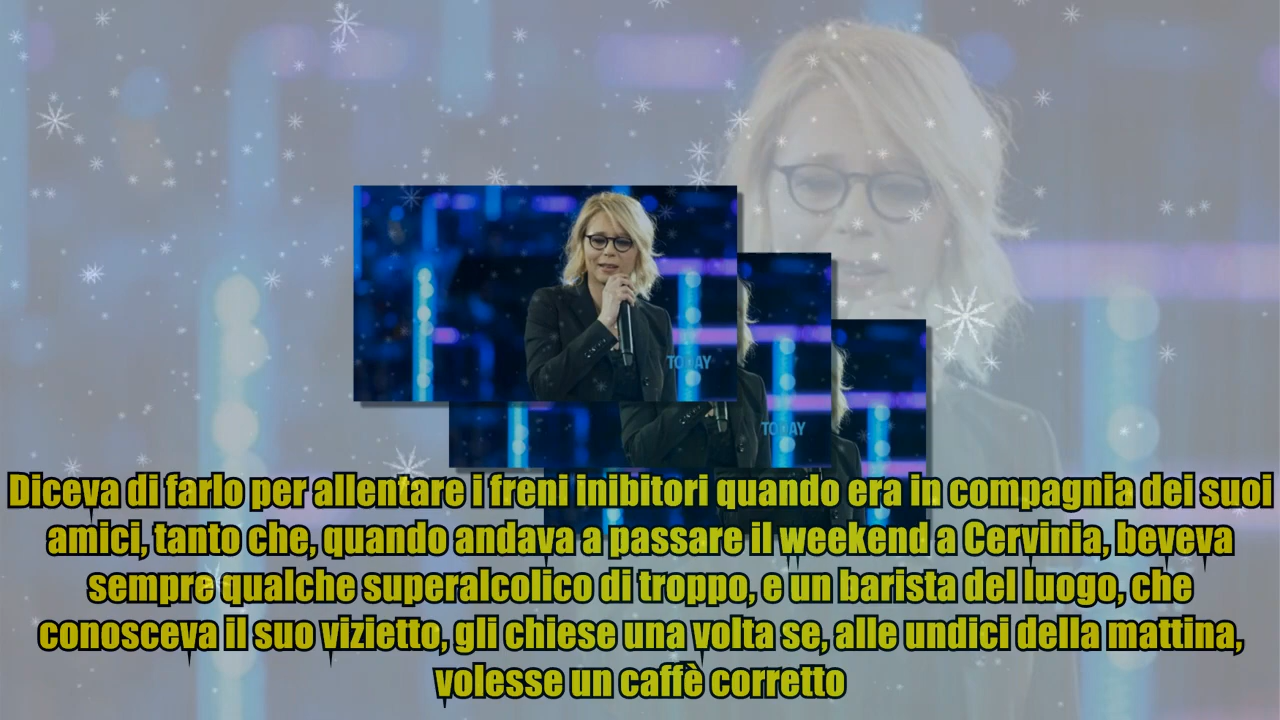 TODAY
TODAY
Diceva di farlo per allentare i freni inibitori quando era in compagnia dei suoi
amici, tanto che, quando andava a passare il weekend a Cervinia, beveva
sempre qualche superalcolico di troppo, e un barista del luogo, che
conosceva il suo vizietto, gli chiese una volta se, alle undici della mattina,
volesse un caffè corretto